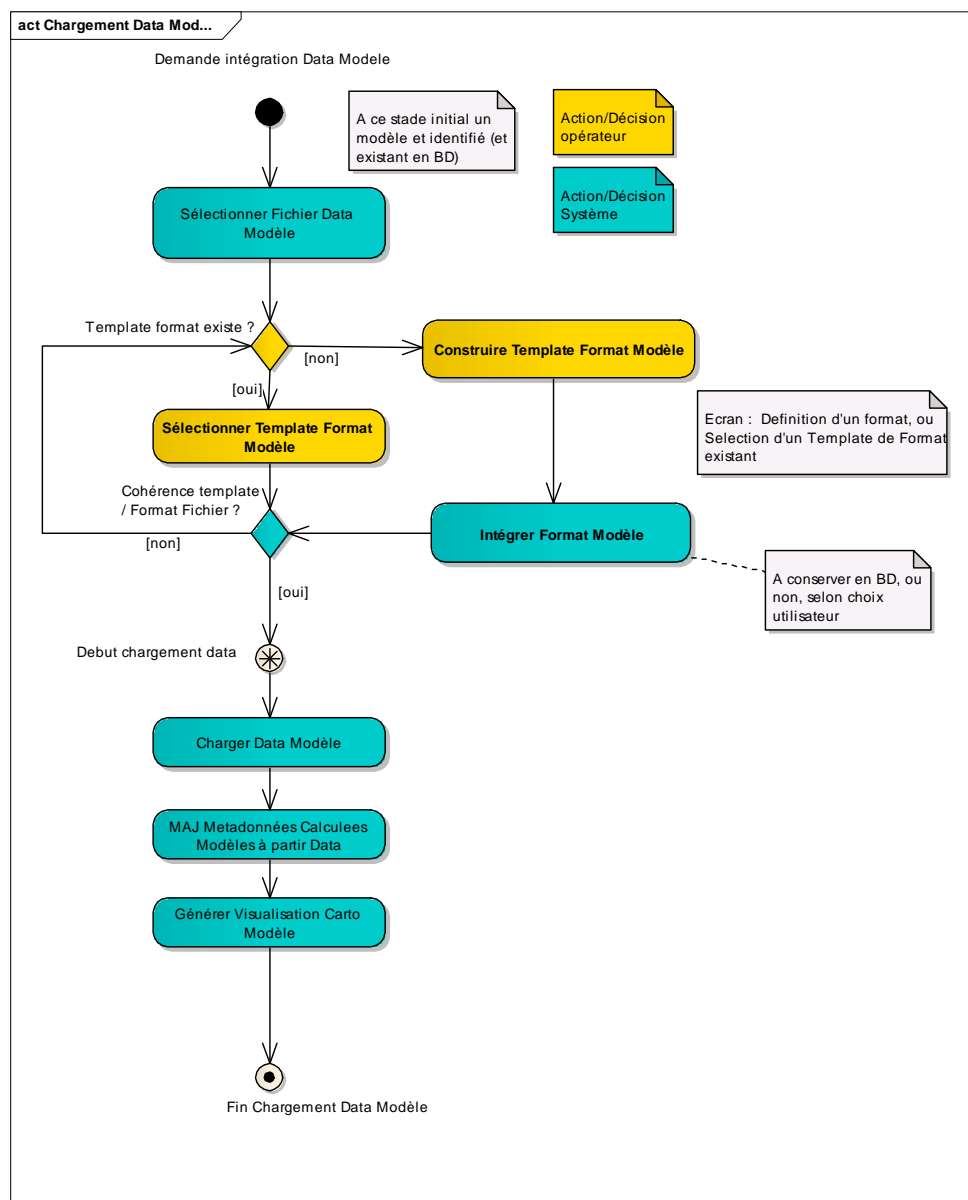 act Chargement Data Mod...
Demande intégration Data Modele
A ce stade initial un
modèle et identifié (et
existant en BD)
Action/Décision
opérateur
Action/Décision
Système
Sélectionner Fichier Data
Modèle
Template format existe ?
[non]
Construire Template Format Modèle
[oui]
Sélectionner Template Format
Modèle
Ecran : Definition d'un format, ou
Selection d'un Template de Format
existant
Cohérence template
/ Format Fichier ?
[non]
Intégrer Format Modèle
[oui]
A conserver en BD, ou
non, selon choix
utilisateur
Debut chargement data
Charger Data Modèle
MAJ Metadonnées Calculees
Modèles à partir Data
Générer Visualisation Carto
Modèle
Fin Chargement Data Modèle